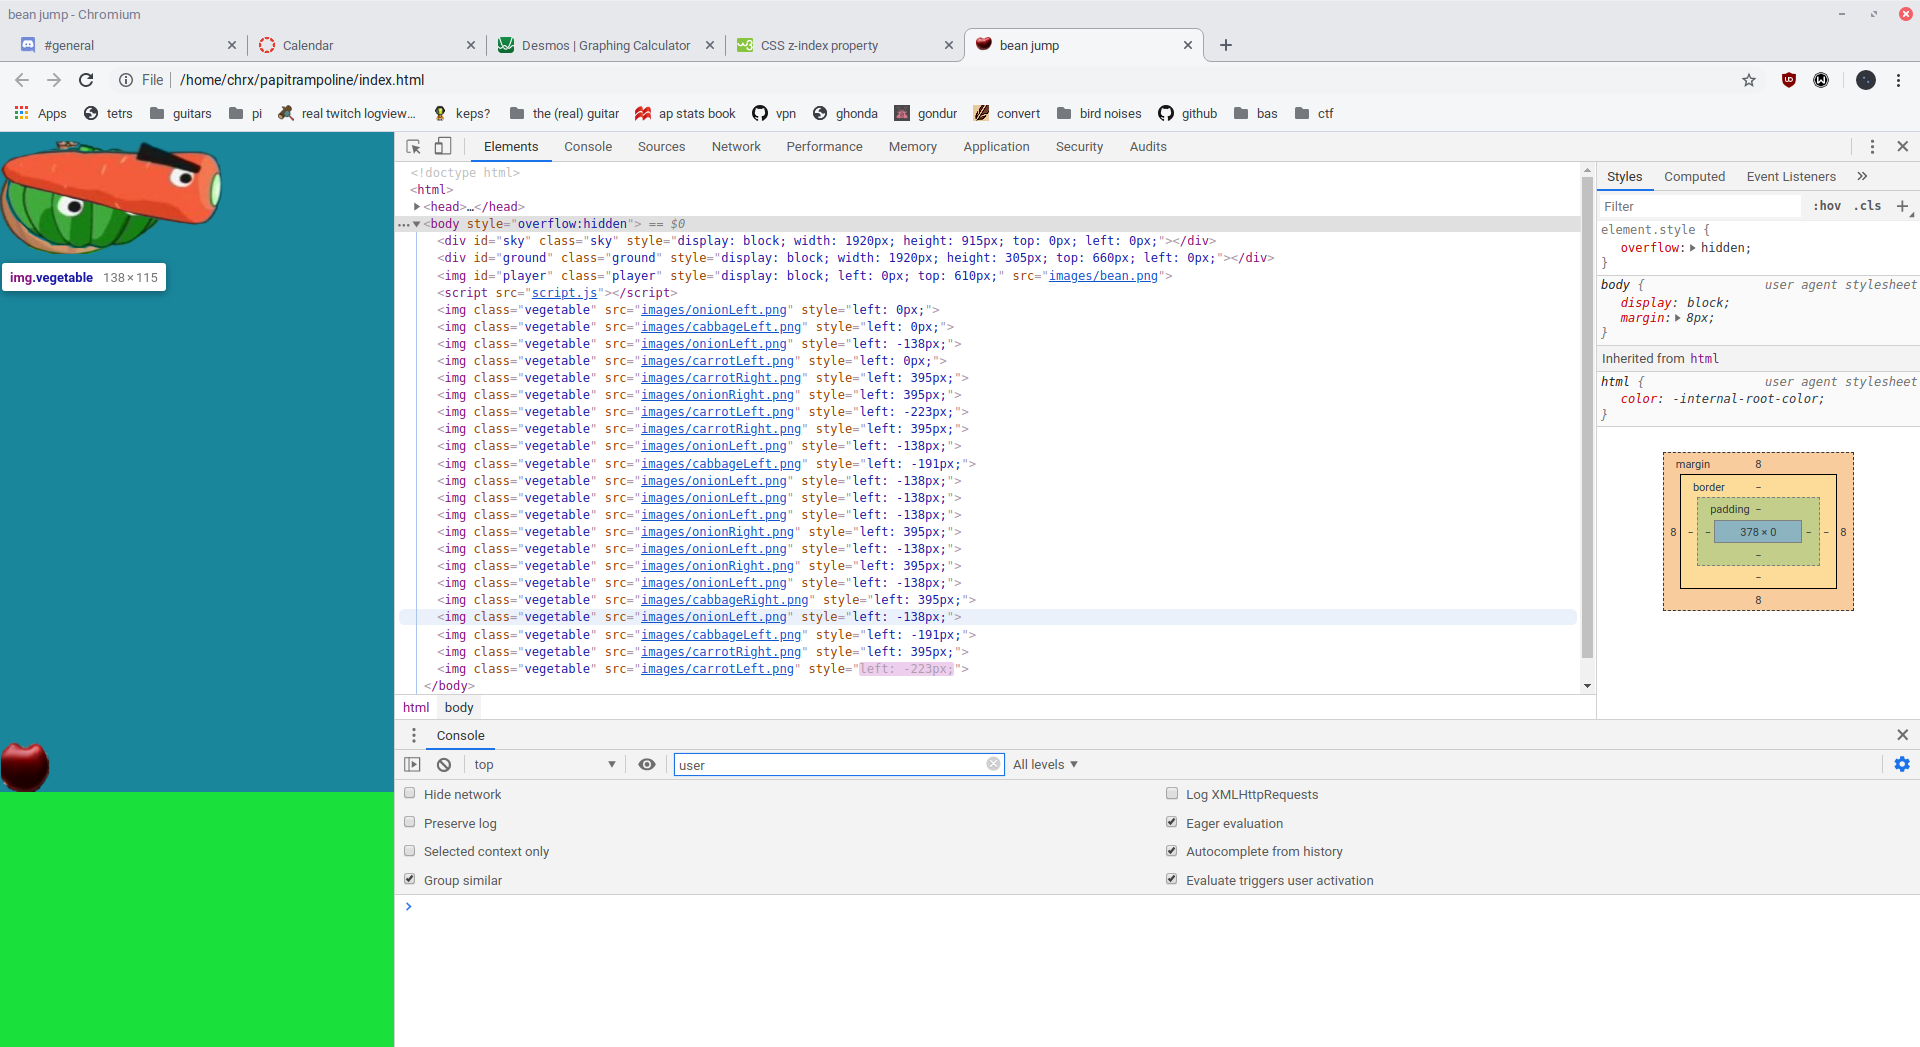 bean jump - Chromium
#general
Calendar
Desmos | Graphing Calculator
CSS z-index property
bean jump
File
/home/chrx/papitrampoline/index.html
Apps
tetrs
guitars
pi
real twitch logview...
keps?
the (real) guitar
ap stats book
vpn
ghonda
gondur
convert
bird noises
github
bas
ctf
img.vegetable 138 × 115
Elements
Console
Sources
Network
Performance
Memory
Application
Security
Audits
<!doctype html>
<html>
<head>…</head>
<body style="overflow:hidden"> == $0
<div id="sky" class="sky" style="display: block; width: 1920px; height: 915px; top: 0px; left: 0px;"></div>
<div id="ground" class="ground" style="display: block; width: 1920px; height: 305px; top: 660px; left: 0px;"></div>
<img id="player" class="player" style="display: block; left: 0px; top: 610px;" src="images/bean.png">
<script src="script.js"></script>
<img class="vegetable" src="images/onionLeft.png" style="left: 0px;">
<img class="vegetable" src="images/cabbageLeft.png" style="left: 0px;">
<img class="vegetable" src="images/onionLeft.png" style="left: -138px;">
<img class="vegetable" src="images/carrotLeft.png" style="left: 0px;">
<img class="vegetable" src="images/carrotRight.png" style="left: 395px;">
<img class="vegetable" src="images/onionRight.png" style="left: 395px;">
<img class="vegetable" src="images/carrotLeft.png" style="left: -223px;">
<img class="vegetable" src="images/carrotRight.png" style="left: 395px;">
<img class="vegetable" src="images/onionLeft.png" style="left: -138px;">
<img class="vegetable" src="images/cabbageLeft.png" style="left: -191px;">
<img class="vegetable" src="images/onionLeft.png" style="left: -138px;">
<img class="vegetable" src="images/onionLeft.png" style="left: -138px;">
<img class="vegetable" src="images/onionLeft.png" style="left: -138px;">
<img class="vegetable" src="images/onionRight.png" style="left: 395px;">
<img class="vegetable" src="images/onionLeft.png" style="left: -138px;">
<img class="vegetable" src="images/onionRight.png" style="left: 395px;">
<img class="vegetable" src="images/onionLeft.png" style="left: -138px;">
<img class="vegetable" src="images/cabbageRight.png" style="left: 395px;">
<img class="vegetable" src="images/onionLeft.png" style="left: -138px;">
<img class="vegetable" src="images/cabbageLeft.png" style="left: -191px;">
<img class="vegetable" src="images/carrotRight.png" style="left: 395px;">
<img class="vegetable" src="images/carrotLeft.png" style="left: -223px;">
</body>
html
body
Styles
Computed
Event Listeners
Filter
:hov
.cls
element.style {
overflow: hidden;
}
body {
user agent stylesheet
display: block;
margin: 8px;
}
Inherited from html
html {
user agent stylesheet
color: -internal-root-color;
}
margin
8
border
–
padding
–
8
–
–
378 × 0
–
–
8
–
–
8
Console
top
user
All levels
Hide network
Log XMLHttpRequests
Preserve log
Eager evaluation
Selected context only
Autocomplete from history
Group similar
Evaluate triggers user activation